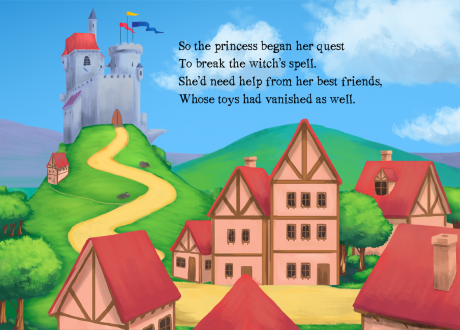 So the princess began her quest
To break the witch's spell.
She'd need help from her best friends,
Whose toys had vanished as well.